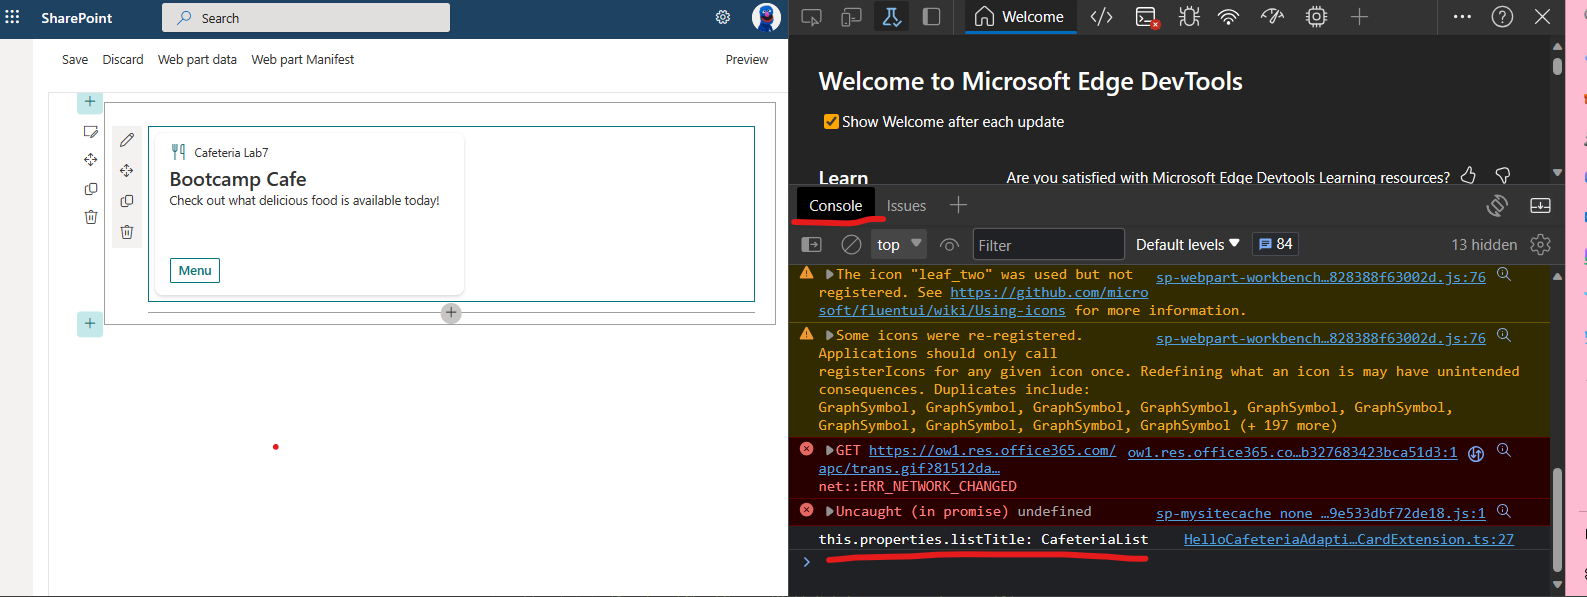 SharePoint
Search
Save Discard Web part data Web part Manifest Preview
Cafeteria Lab7
Bootcamp Cafe
Check out what delicious food is available today!
Menu
Welcome
Welcome to Microsoft Edge DevTools
Show Welcome after each update
Learn
Are you satisfied with Microsoft Edge Devtools Learning resources?
Console Issues
top Filter Default levels 84 13 hidden
The icon "leaf_two" was used but not sp-webpart-workbench…828388f63002d.js:76
registered. See https://github.com/micro
soft/fluentui/wiki/Using-icons for more information.
Some icons were re-registered. sp-webpart-workbench…828388f63002d.js:76
Applications should only call
registerIcons for any given icon once. Redefining what an icon is may have unintended
consequences. Duplicates include:
GraphSymbol, GraphSymbol, GraphSymbol, GraphSymbol, GraphSymbol, GraphSymbol,
GraphSymbol, GraphSymbol, GraphSymbol, GraphSymbol (+ 197 more)
GET https://ow1.res.office365.com/ ow1.res.office365.co…b327683423bca51d3:1
apc/trans.gif?81512da…
net::ERR_NETWORK_CHANGED
Uncaught (in promise) undefined sp-mysitecache_none_…9e533dbf72de18.js:1
this.properties.listTitle: CafeteriaList HelloCafeteriaAdapti…CardExtension.ts:27